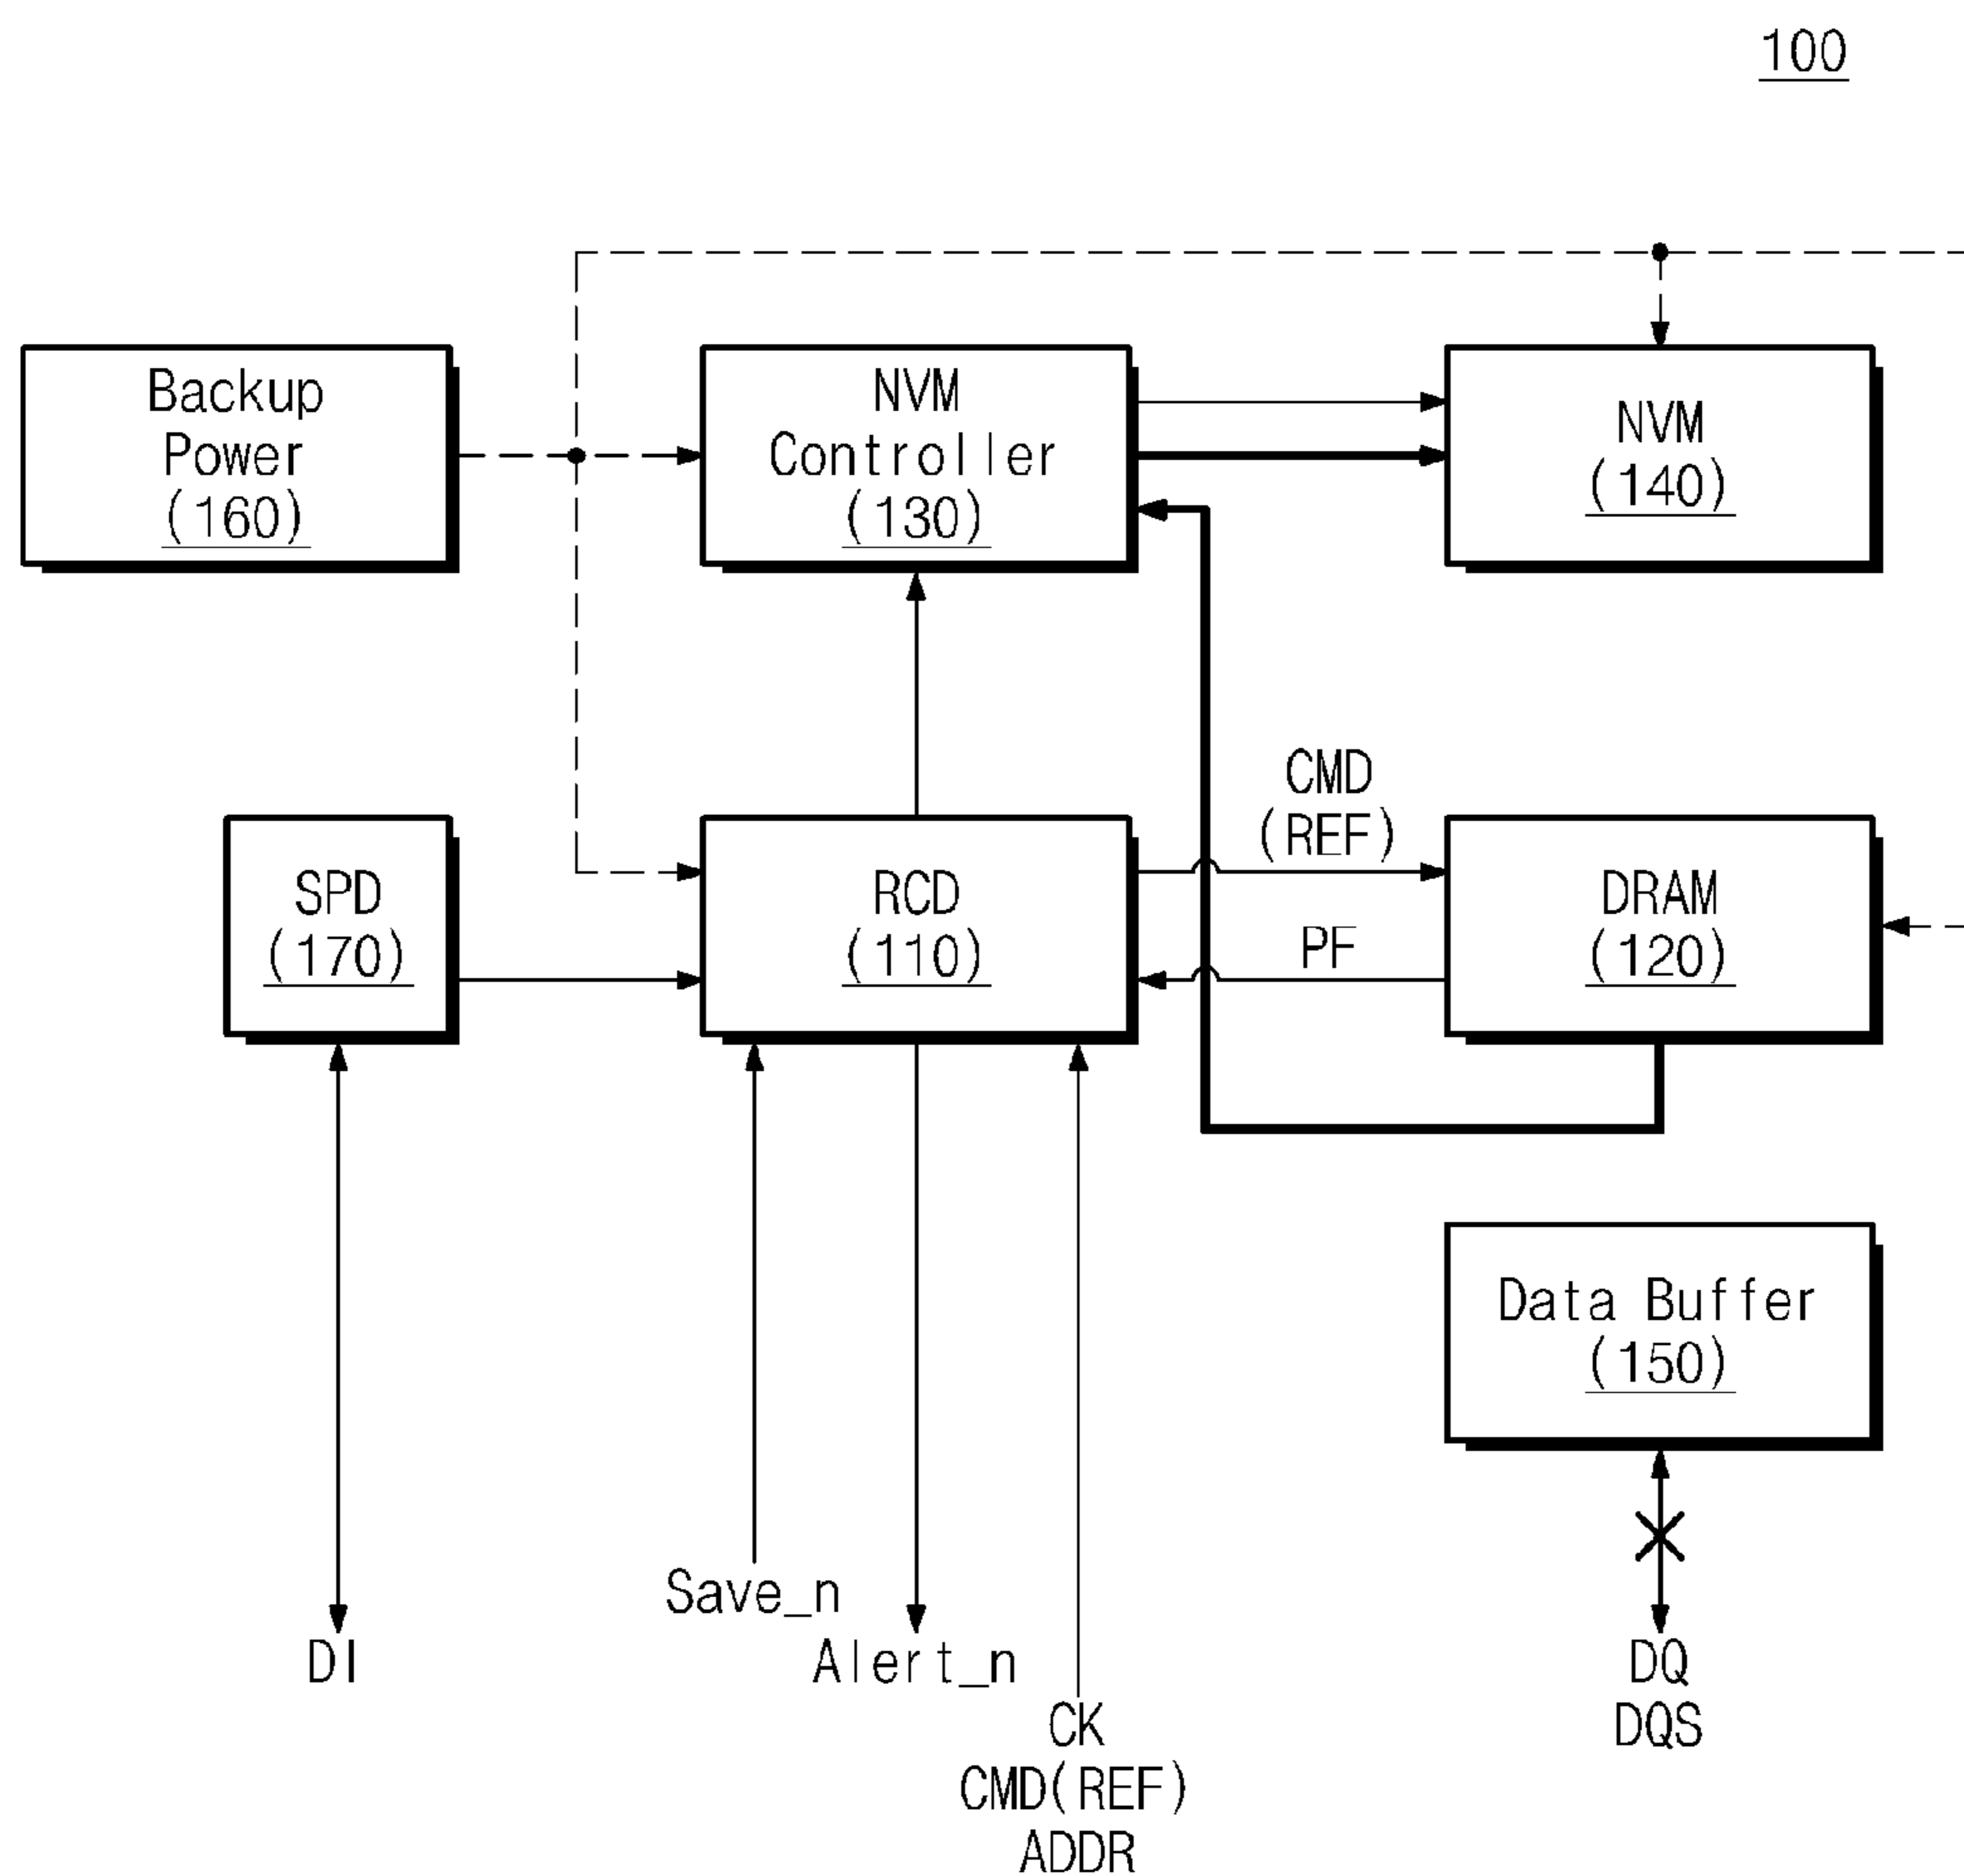 100
Backup
Power
(160)
NVM
Controller
(130)
NVM
(140)
CMD
(REF)
SPD
(170)
RCD
(110)
PF
DRAM
(120)
Data Buffer
(150)
Save_n
DI
Alert_n
DQ
DQS
CK
CMD(REF)
ADDR